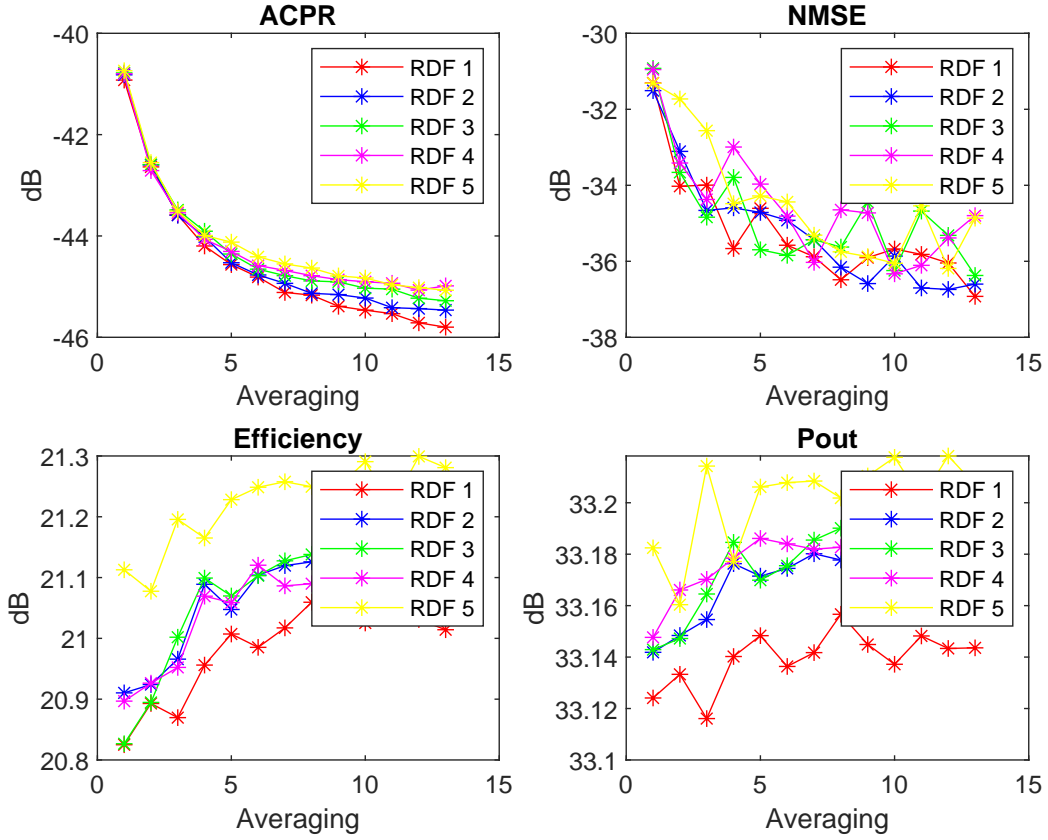 ACPR
-40
-42
-44
-46
dB
0
5
10
15
Averaging
RDF 1
RDF 2
RDF 3
RDF 4
RDF 5
NMSE
-30
-32
-34
-36
-38
dB
0
5
10
15
Averaging
RDF 1
RDF 2
RDF 3
RDF 4
RDF 5
Efficiency
21.3
21.2
21.1
21
20.9
20.8
dB
0
5
10
15
Averaging
RDF 1
RDF 2
RDF 3
RDF 4
RDF 5
Pout
33.2
33.18
33.16
33.14
33.12
33.1
dB
0
5
10
15
Averaging
RDF 1
RDF 2
RDF 3
RDF 4
RDF 5